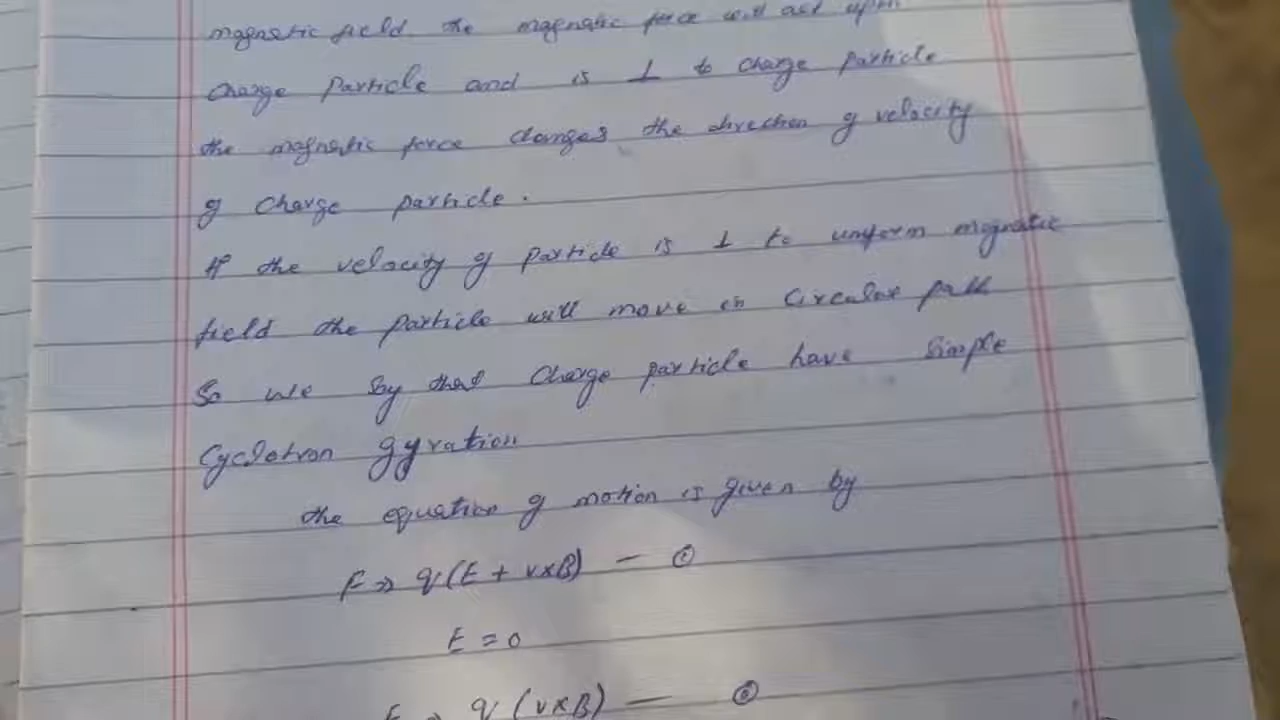 magnetic field the magnetic force will act upon
charge Particle and is ⊥ to charge particle
the magnetic force changes the direction of velocity
of charge particle.
If the velocity of particle is ⊥ to uniform magnetic
field the particle will move in Circular path
So we say that Charge particle have simple
Cyclotron gyration
the equation of motion is given by
F => q(E + v×B) — ①
E = 0
F => q (v×B) — ②